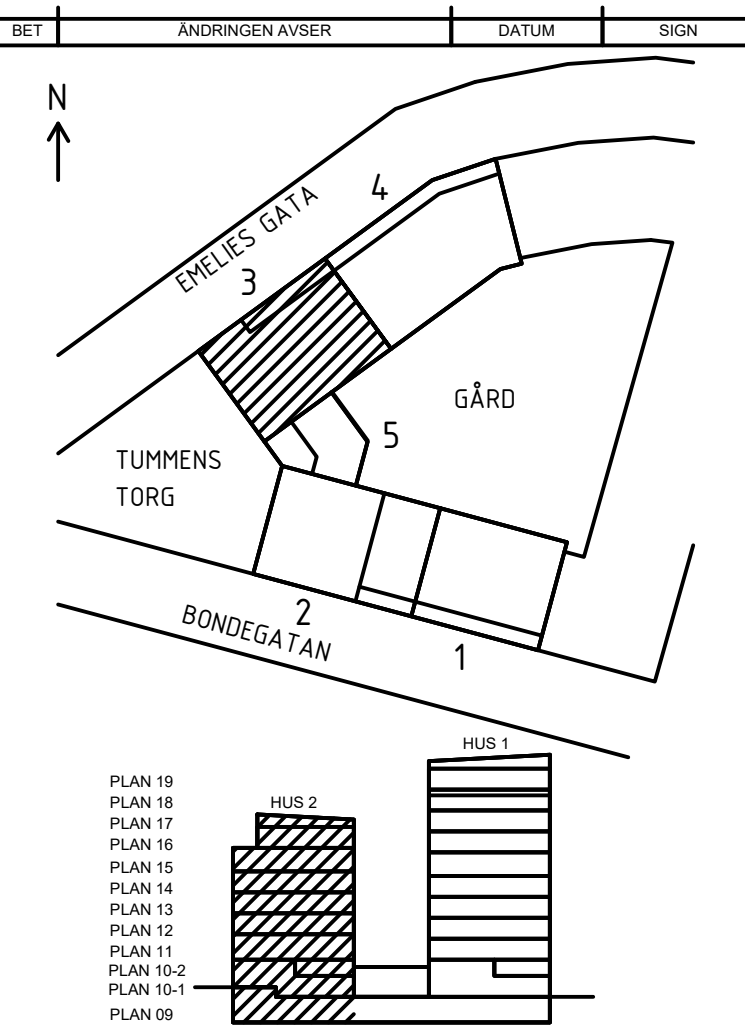 BET ÄNDRINGEN AVSER DATUM SIGN
N
EMELIES GATA
4
3
GÅRD
5
TUMMENS
TORG
2
BONDEGATAN
1
HUS 1
HUS 2
PLAN 19
PLAN 18
PLAN 17
PLAN 16
PLAN 15
PLAN 14
PLAN 13
PLAN 12
PLAN 11
PLAN 10-2
PLAN 10-1
PLAN 09